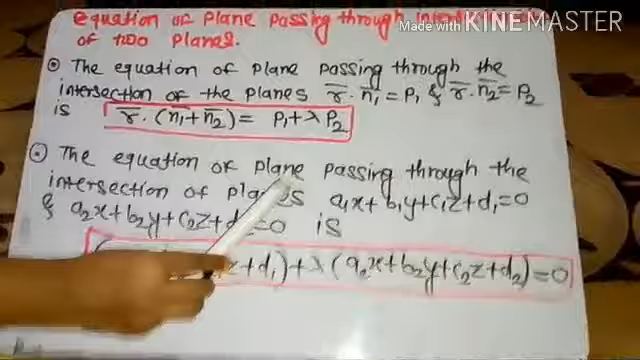 equation of plane passing through
of two planes.
Made with KINEMASTER
⊙ The equation of plane passing through the
intersection of the planes r̅. n̅₁ = P₁ & r̅. n̅₂ = P₂
is r̅. (n̅₁+n̅₂) = P₁+λP₂
⊙ The equation of plane passing through the
intersection of planes a₁x+b₁y+c₁z+d₁=0
& a₂x+b₂y+c₂z+d =0 is
z+d₁)+λ(a₂x+b₂y+c₂z+d₂)=0